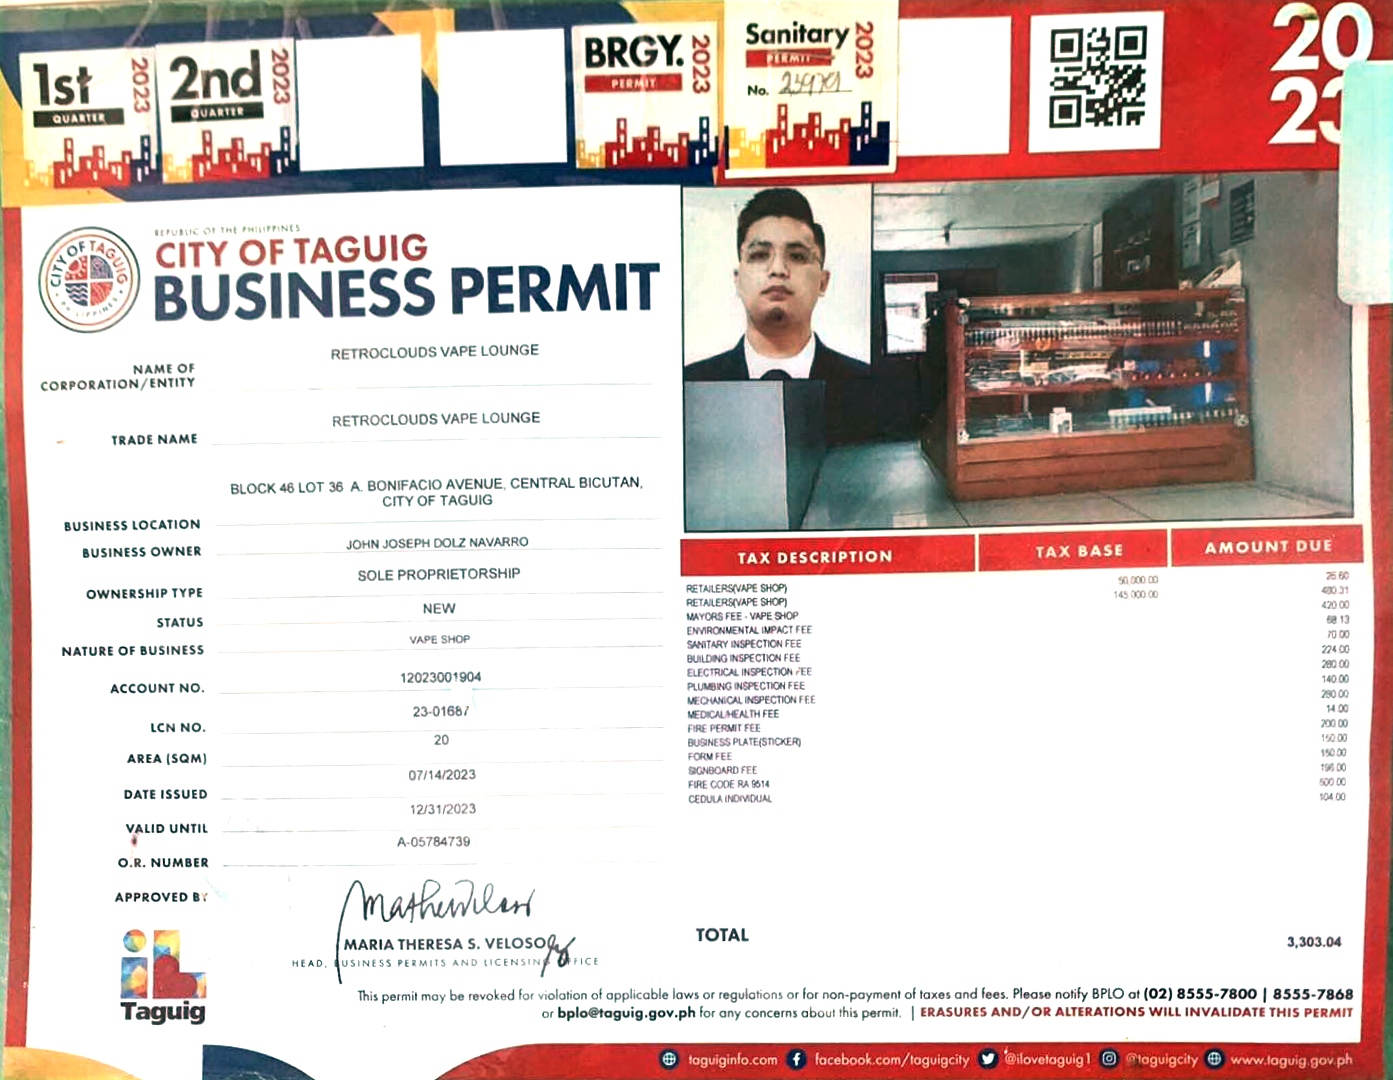 1st
QUARTER
2023
2nd
QUARTER
2023
BRGY.
PERMIT
2023
Sanitary
PERMIT
No.
2023
20
23
CITY OF TAGUIG
PHILIPPINES
REPUBLIC OF THE PHILIPPINES
CITY OF TAGUIG
BUSINESS PERMIT
NAME OF
CORPORATION/ENTITY
RETROCLOUDS VAPE LOUNGE
TRADE NAME
RETROCLOUDS VAPE LOUNGE
BUSINESS LOCATION
BLOCK 46 LOT 36 A. BONIFACIO AVENUE, CENTRAL BICUTAN,
CITY OF TAGUIG
BUSINESS OWNER
JOHN JOSEPH DOLZ NAVARRO
OWNERSHIP TYPE
SOLE PROPRIETORSHIP
STATUS
NEW
NATURE OF BUSINESS
VAPE SHOP
ACCOUNT NO.
12023001904
LCN NO.
23-01687
AREA (SQM)
20
DATE ISSUED
07/14/2023
VALID UNTIL
12/31/2023
O.R. NUMBER
A-05784739
APPROVED BY
MARIA THERESA S. VELOSO
HEAD, BUSINESS PERMITS AND LICENSING OFFICE
Taguig
TAX DESCRIPTION TAX BASE AMOUNT DUE
RETAILERS(VAPE SHOP) 50,000.00 26.60
RETAILERS(VAPE SHOP) 145,000.00 480.31
MAYORS FEE - VAPE SHOP 420.00
ENVIRONMENTAL IMPACT FEE 68.13
SANITARY INSPECTION FEE 70.00
BUILDING INSPECTION FEE 224.00
ELECTRICAL INSPECTION FEE 280.00
PLUMBING INSPECTION FEE 140.00
MECHANICAL INSPECTION FEE 280.00
MEDICAL/HEALTH FEE 14.00
FIRE PERMIT FEE 200.00
BUSINESS PLATE(STICKER) 150.00
FORM FEE 150.00
SIGNBOARD FEE 196.00
FIRE CODE RA 9514 500.00
CEDULA INDIVIDUAL 104.00
TOTAL 3,303.04
This permit may be revoked for violation of applicable laws or regulations or for non-payment of taxes and fees. Please notify BPLO at (02) 8555-7800 | 8555-7868
or bplo@taguig.gov.ph for any concerns about this permit. | ERASURES AND/OR ALTERATIONS WILL INVALIDATE THIS PERMIT
taguiginfo.com facebook.com/taguigcity @ilovetaguig1 @taguigcity www.taguig.gov.ph